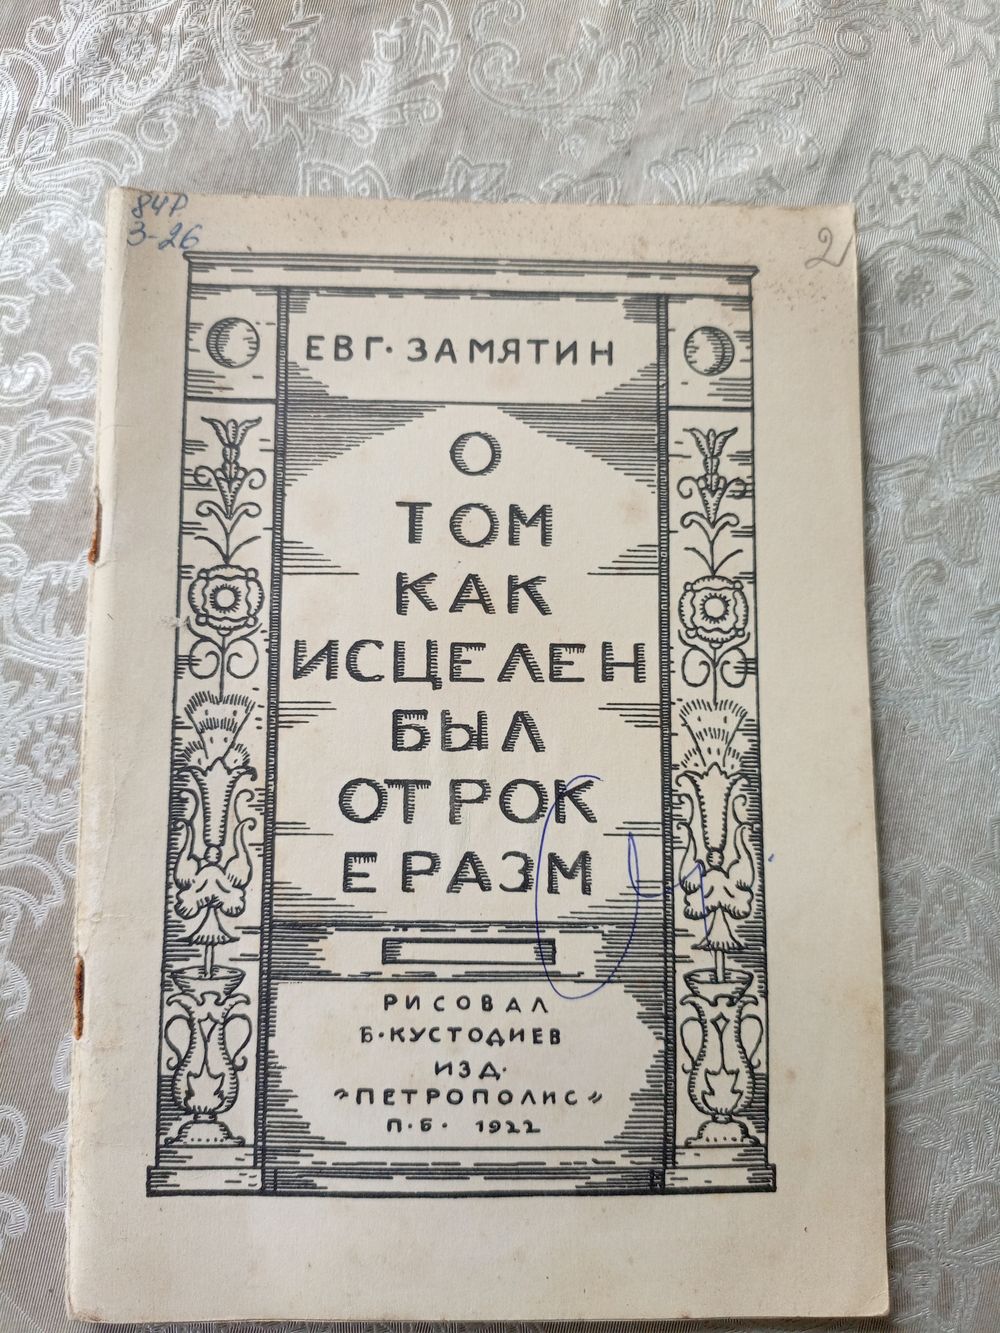 84Р
3-26
2
ЕВГ·ЗАМЯТИН
О
ТОМ
КАК
ИСЦЕЛЕН
БЫЛ
ОТРОК
ЕРАЗМ
РИСОВАЛ
Б·КУСТОДИЕВ
ИЗД·
"ПЕТРОПОЛИС"
П·Б· 1922